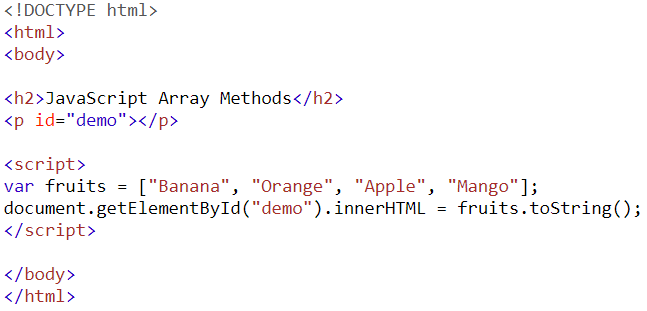 <!DOCTYPE html>
<html>
<body>
<h2>JavaScript Array Methods</h2>
<p id="demo"></p>
<script>
var fruits = ["Banana", "Orange", "Apple", "Mango"];
document.getElementById("demo").innerHTML = fruits.toString();
</script>
</body>
</html>